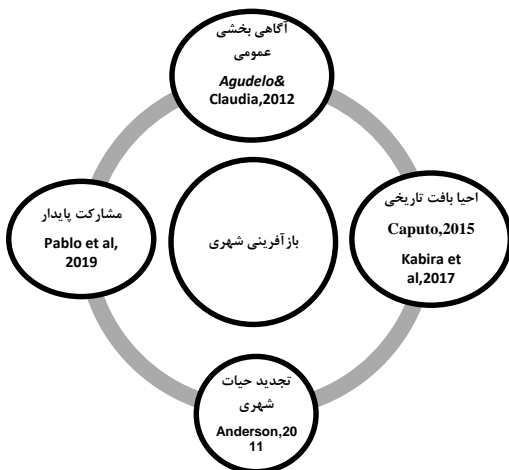 آگاهی بخشی
عمومی
Agudelo&
Claudia,2012
احیا بافت تاریخی
Caputo,2015
Kabira et
al,2017
مشارکت پایدار
Pablo et al,
2019
بازآفرینی شهری
تجدید حیات
شهری
Anderson,20
11